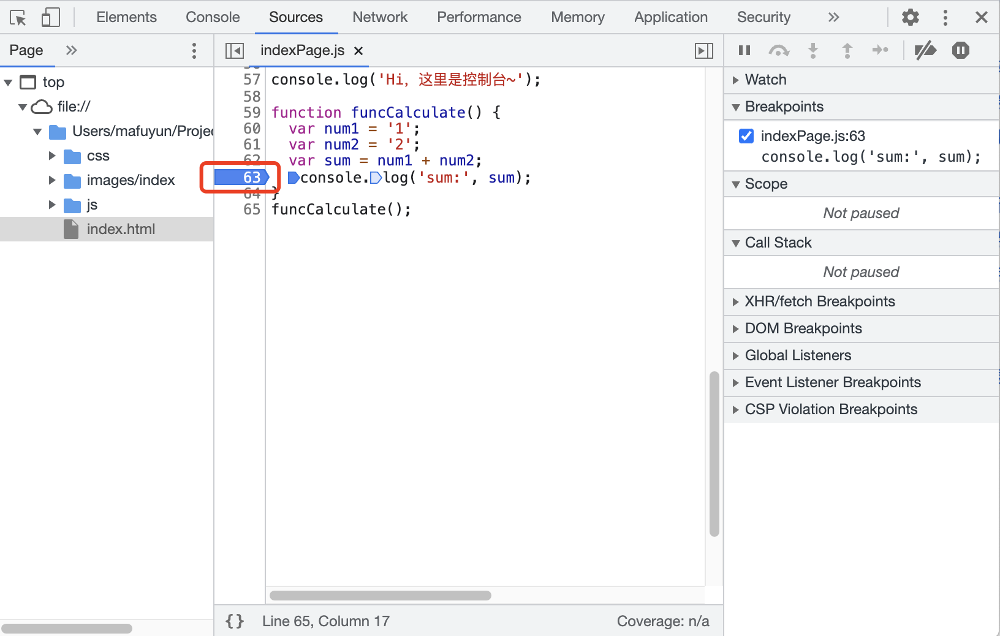 Elements Console Sources Network Performance Memory Application Security
Page
indexPage.js
top
file://
Users/mafuyun/Projec
css
images/index
js
index.html
57 console.log('Hi，这里是控制台~');
58
59 function funcCalculate() {
60 var num1 = '1';
61 var num2 = '2';
62 var sum = num1 + num2;
63 console.log('sum:', sum);
64 }
65 funcCalculate();
{} Line 65, Column 17 Coverage: n/a
Watch
Breakpoints
indexPage.js:63
console.log('sum:', sum);
Scope
Not paused
Call Stack
Not paused
XHR/fetch Breakpoints
DOM Breakpoints
Global Listeners
Event Listener Breakpoints
CSP Violation Breakpoints